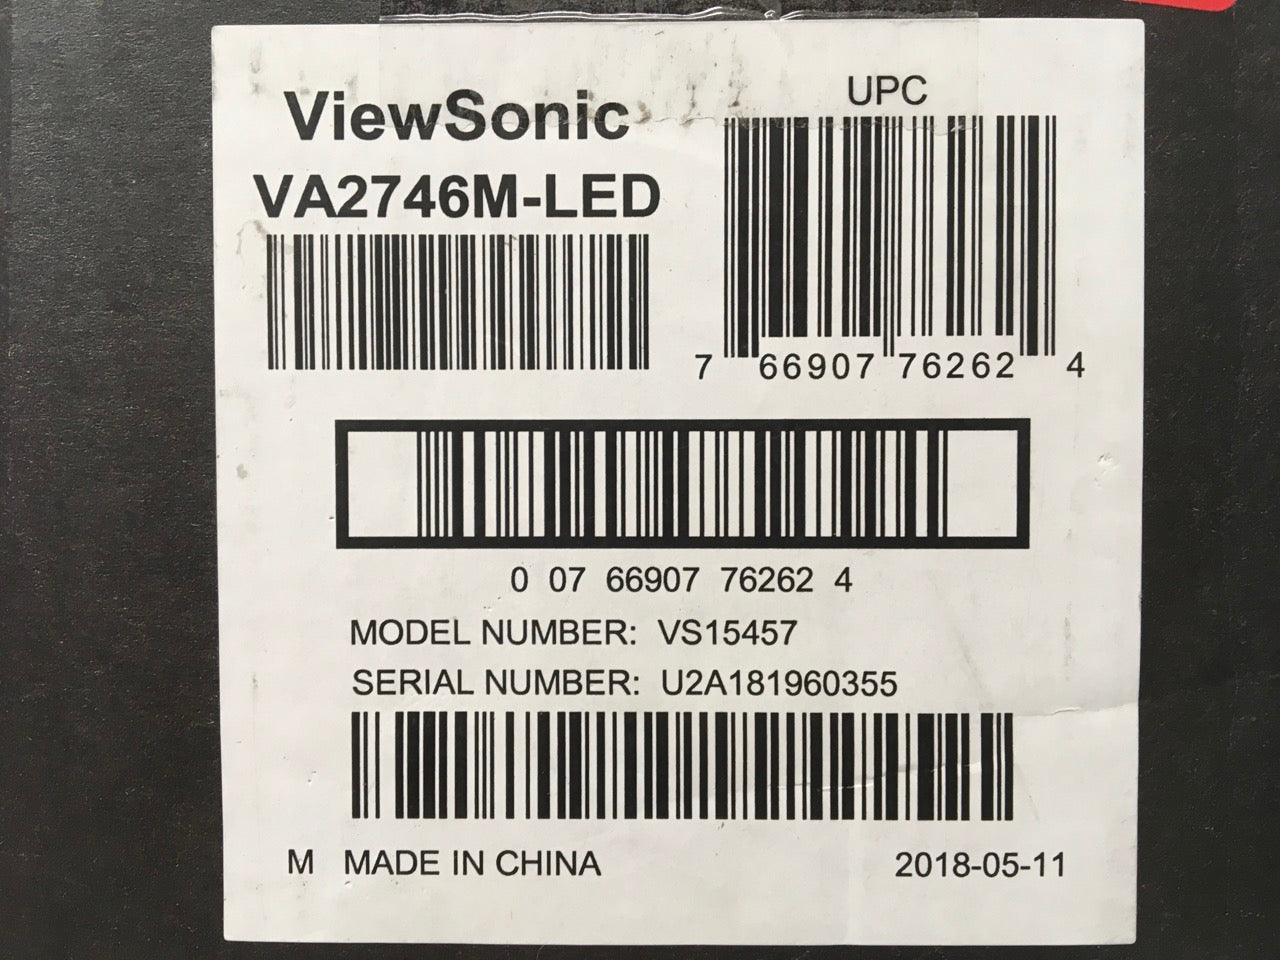 ViewSonic
VA2746M-LED
UPC
7 66907 76262 4
0 07 66907 76262 4
MODEL NUMBER: VS15457
SERIAL NUMBER: U2A181960355
M MADE IN CHINA
2018-05-11